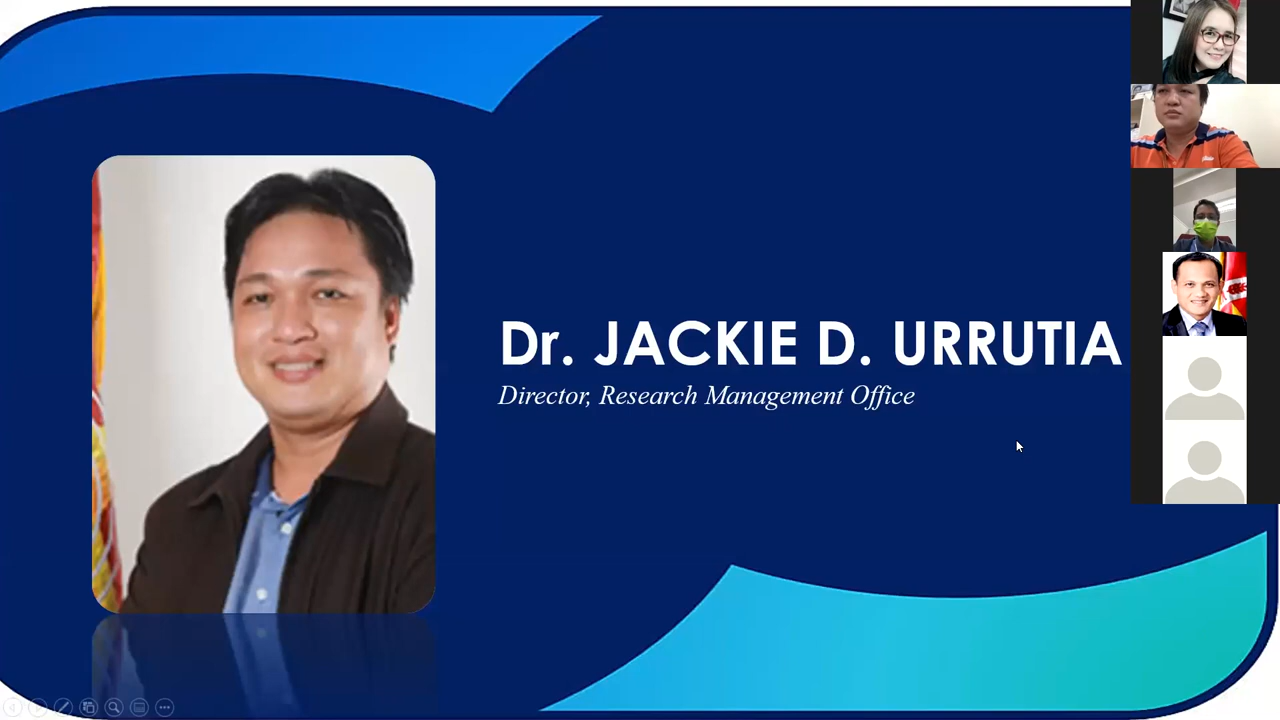 Dr. JACKIE D. URRUTIA
Director, Research Management Office